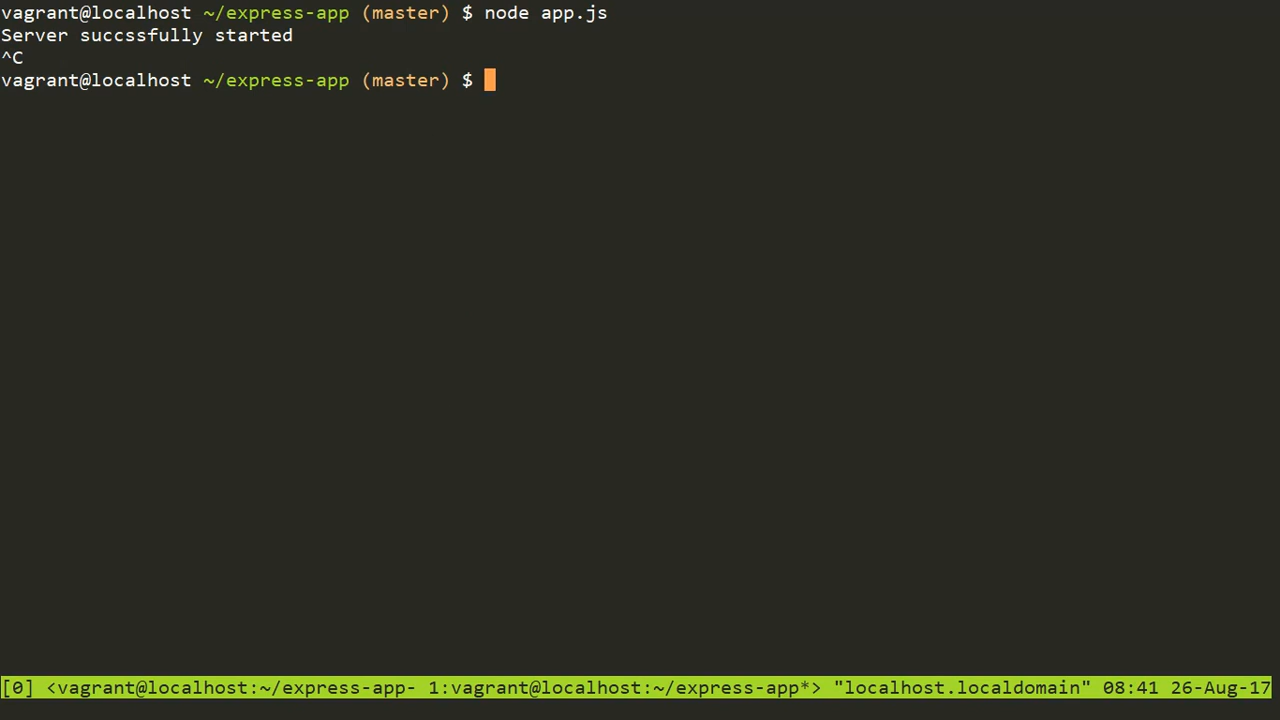 vagrant@localhost ~/express-app (master) $ node app.js
Server succssfully started
^C
vagrant@localhost ~/express-app (master) $
[0] <vagrant@localhost:~/express-app- 1:vagrant@localhost:~/express-app*> "localhost.localdomain" 08:41 26-Aug-17